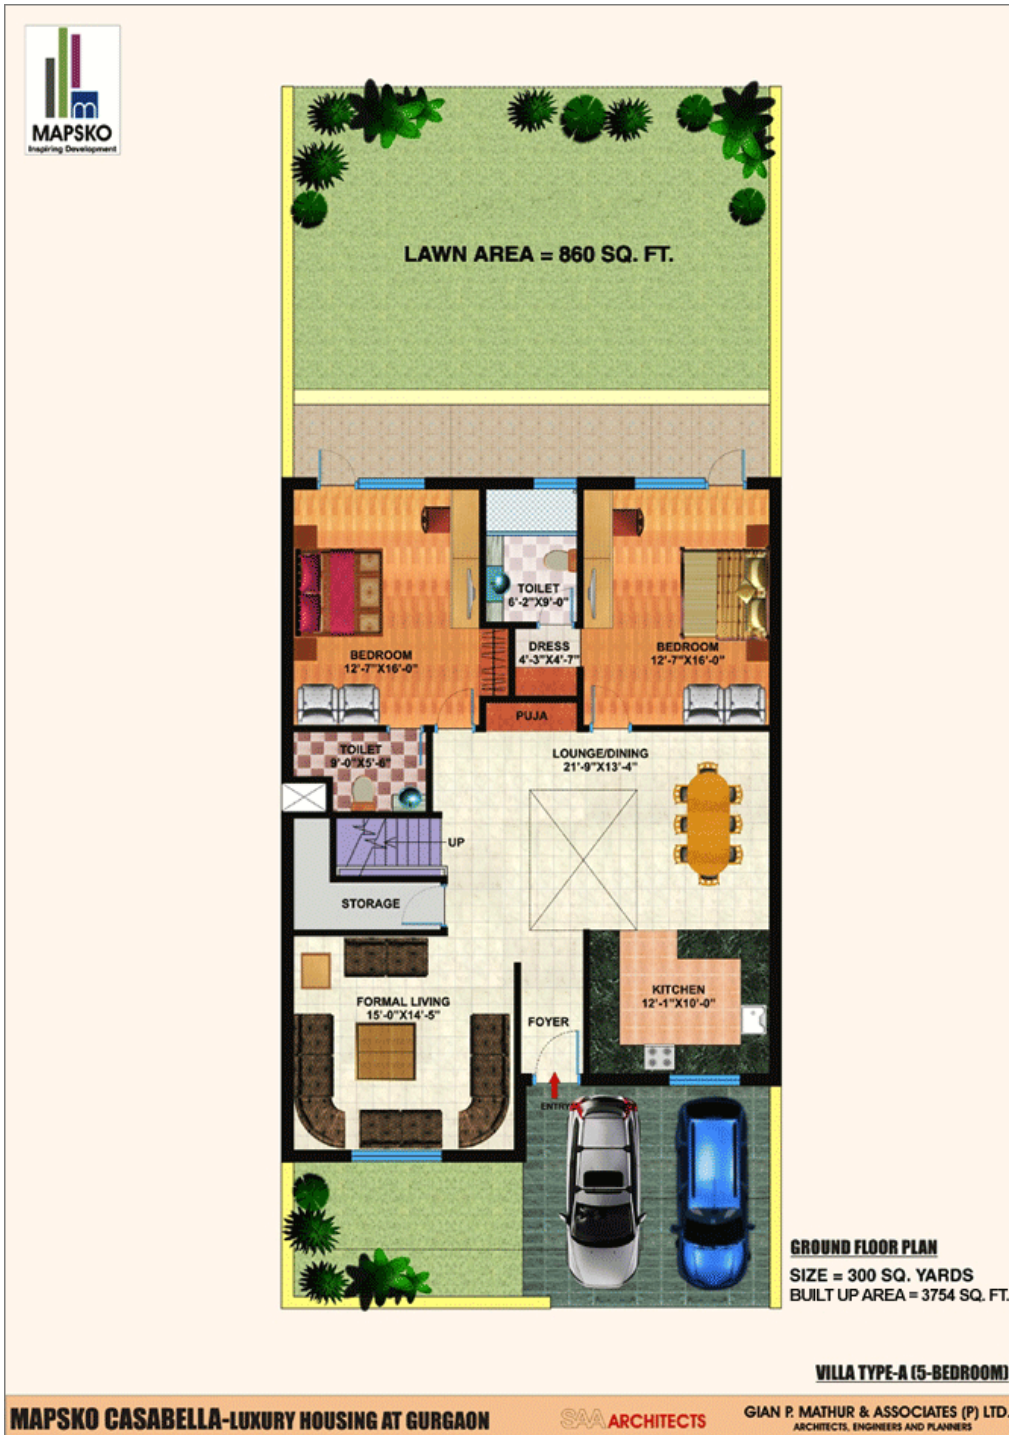 MAPSKO
Inspiring Development
LAWN AREA = 860 SQ. FT.
TOILET
6'-2"X9'-0"
BEDROOM
12'-7"X16'-0"
DRESS
4'-3"X4'-7"
BEDROOM
12'-7"X16'-0"
PUJA
TOILET
9'-0"X5'-6"
LOUNGE/DINING
21'-9"X13'-4"
UP
STORAGE
KITCHEN
12'-1"X10'-0"
FORMAL LIVING
15'-0"X14'-5"
FOYER
ENTRY
GROUND FLOOR PLAN
SIZE = 300 SQ. YARDS
BUILT UP AREA = 3754 SQ. FT.
VILLA TYPE-A (5-BEDROOM)
MAPSKO CASABELLA-LUXURY HOUSING AT GURGAON
SAA ARCHITECTS
GIAN P. MATHUR & ASSOCIATES (P) LTD.
ARCHITECTS, ENGINEERS AND PLANNERS